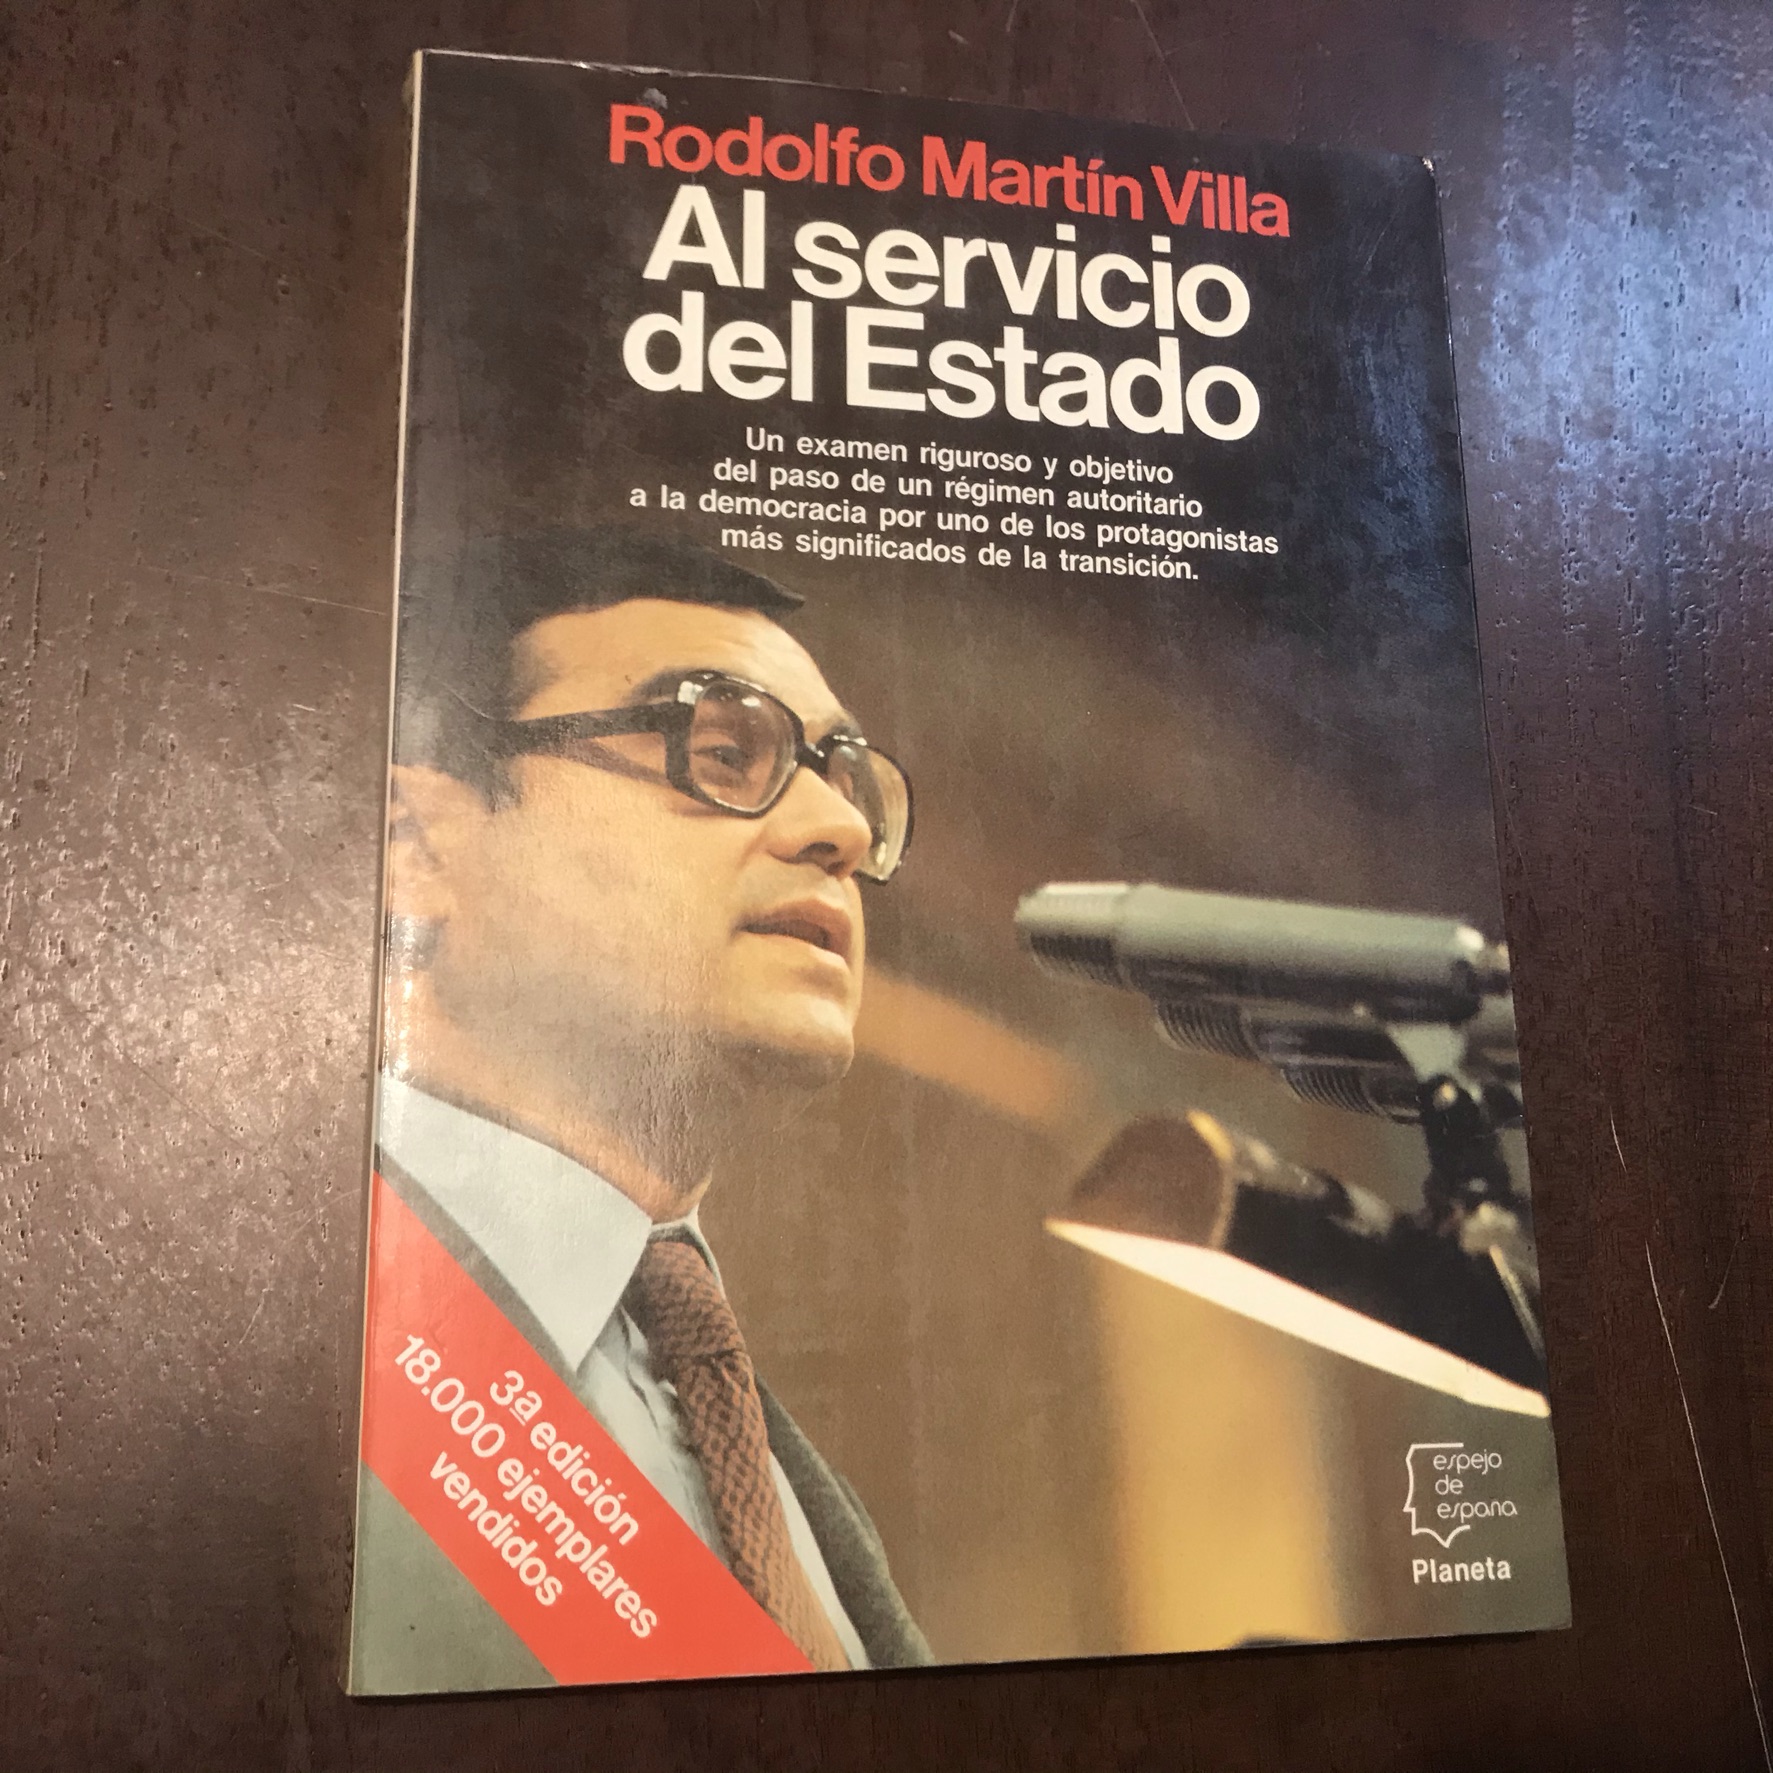 Rodolfo Martín Villa
Al servicio
del Estado
Un examen riguroso y objetivo
del paso de un régimen autoritario
a la democracia por uno de los protagonistas
más significados de la transición.
3ª edición
18.000 ejemplares
vendidos
espejo
de
españa
Planeta